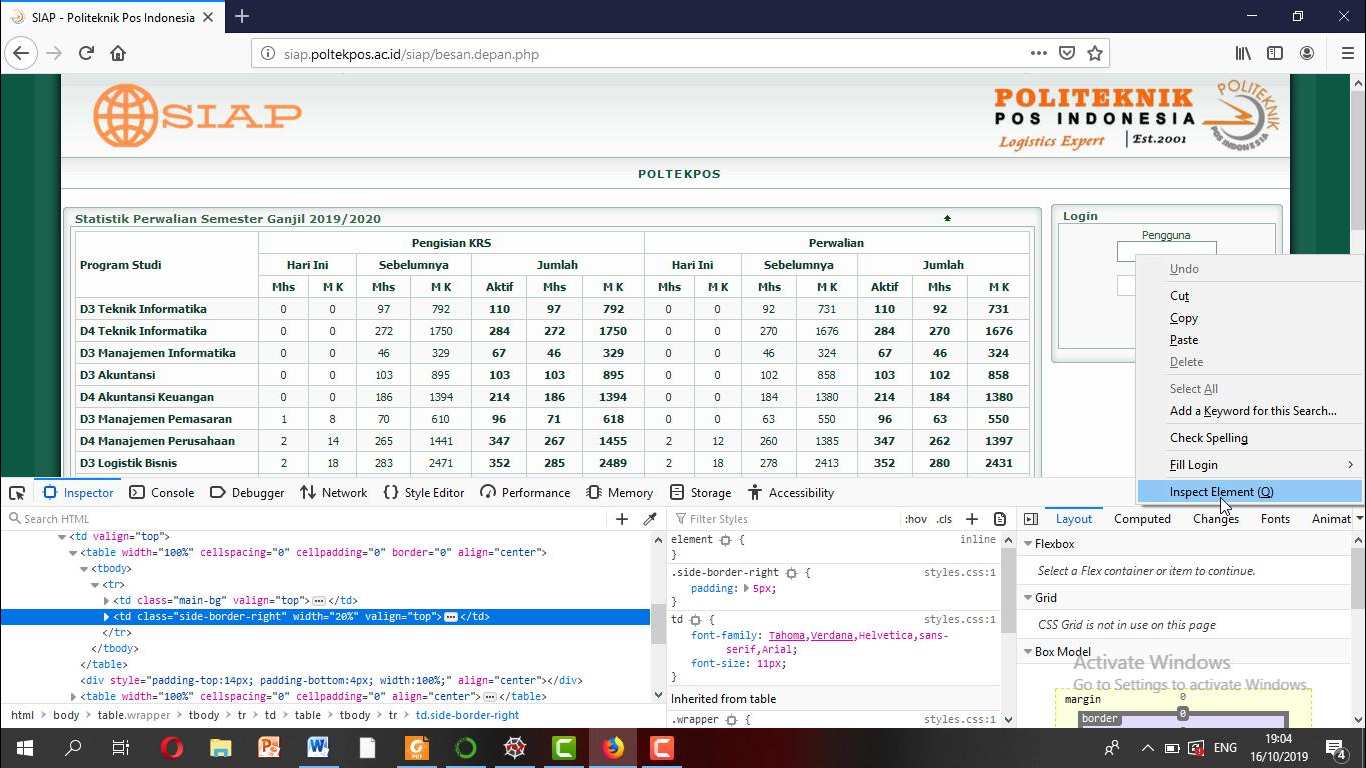 SIAP - Politeknik Pos Indonesia
siap.poltekpos.ac.id/siap/besan.depan.php
SIAP
POLITEKNIK
POS INDONESIA
Logistics Expert Est.2001
POLITEKNIK
POS INDONESIA
POLTEKPOS
Statistik Perwalian Semester Ganjil 2019/2020
Program Studi Pengisian KRS Perwalian
Hari Ini Sebelumnya Jumlah Hari Ini Sebelumnya Jumlah
Mhs M K Mhs M K Aktif Mhs M K Mhs M K Mhs M K Aktif Mhs M K
D3 Teknik Informatika 0 0 97 792 110 97 792 0 0 92 731 110 92 731
D4 Teknik Informatika 0 0 272 1750 284 272 1750 0 0 270 1676 284 270 1676
D3 Manajemen Informatika 0 0 46 329 67 46 329 0 0 46 324 67 46 324
D3 Akuntansi 0 0 103 895 103 103 895 0 0 102 858 103 102 858
D4 Akuntansi Keuangan 0 0 186 1394 214 186 1394 0 0 184 1380 214 184 1380
D3 Manajemen Pemasaran 1 8 70 610 96 71 618 0 0 63 550 96 63 550
D4 Manajemen Perusahaan 2 14 265 1441 347 267 1455 2 12 260 1385 347 262 1397
D3 Logistik Bisnis 2 18 283 2471 352 285 2489 2 18 278 2413 352 280 2431
Login
Pengguna
Undo
Cut
Copy
Paste
Delete
Select All
Add a Keyword for this Search...
Check Spelling
Fill Login
Inspect Element (Q)
Inspector Console Debugger Network Style Editor Performance Memory Storage Accessibility
Search HTML
<td valign="top">
<table width="100%" cellspacing="0" cellpadding="0" border="0" align="center">
<tbody>
<tr>
<td class="main-bg" valign="top"></td>
<td class="side-border-right" width="20%" valign="top"></td>
</tr>
</tbody>
</table>
<div style="padding-top:14px; padding-bottom:4px; width:100%;" align="center"></div>
<table width="100%" cellspacing="0" cellpadding="0" align="center"></table>
html body table.wrapper tbody tr td table tbody tr td.side-border-right
Filter Styles :hov .cls
element { inline
}
.side-border-right { styles.css:1
padding: 5px;
}
td { styles.css:1
font-family: Tahoma,Verdana,Helvetica,sans-
serif,Arial;
font-size: 11px;
}
Inherited from table
.wrapper { styles.css:1
Layout Computed Changes Fonts Animat
Flexbox
Select a Flex container or item to continue.
Grid
CSS Grid is not in use on this page
Box Model
margin 0
border 0
Activate Windows
Go to Settings to activate Windows.
ENG
19:04
16/10/2019
4